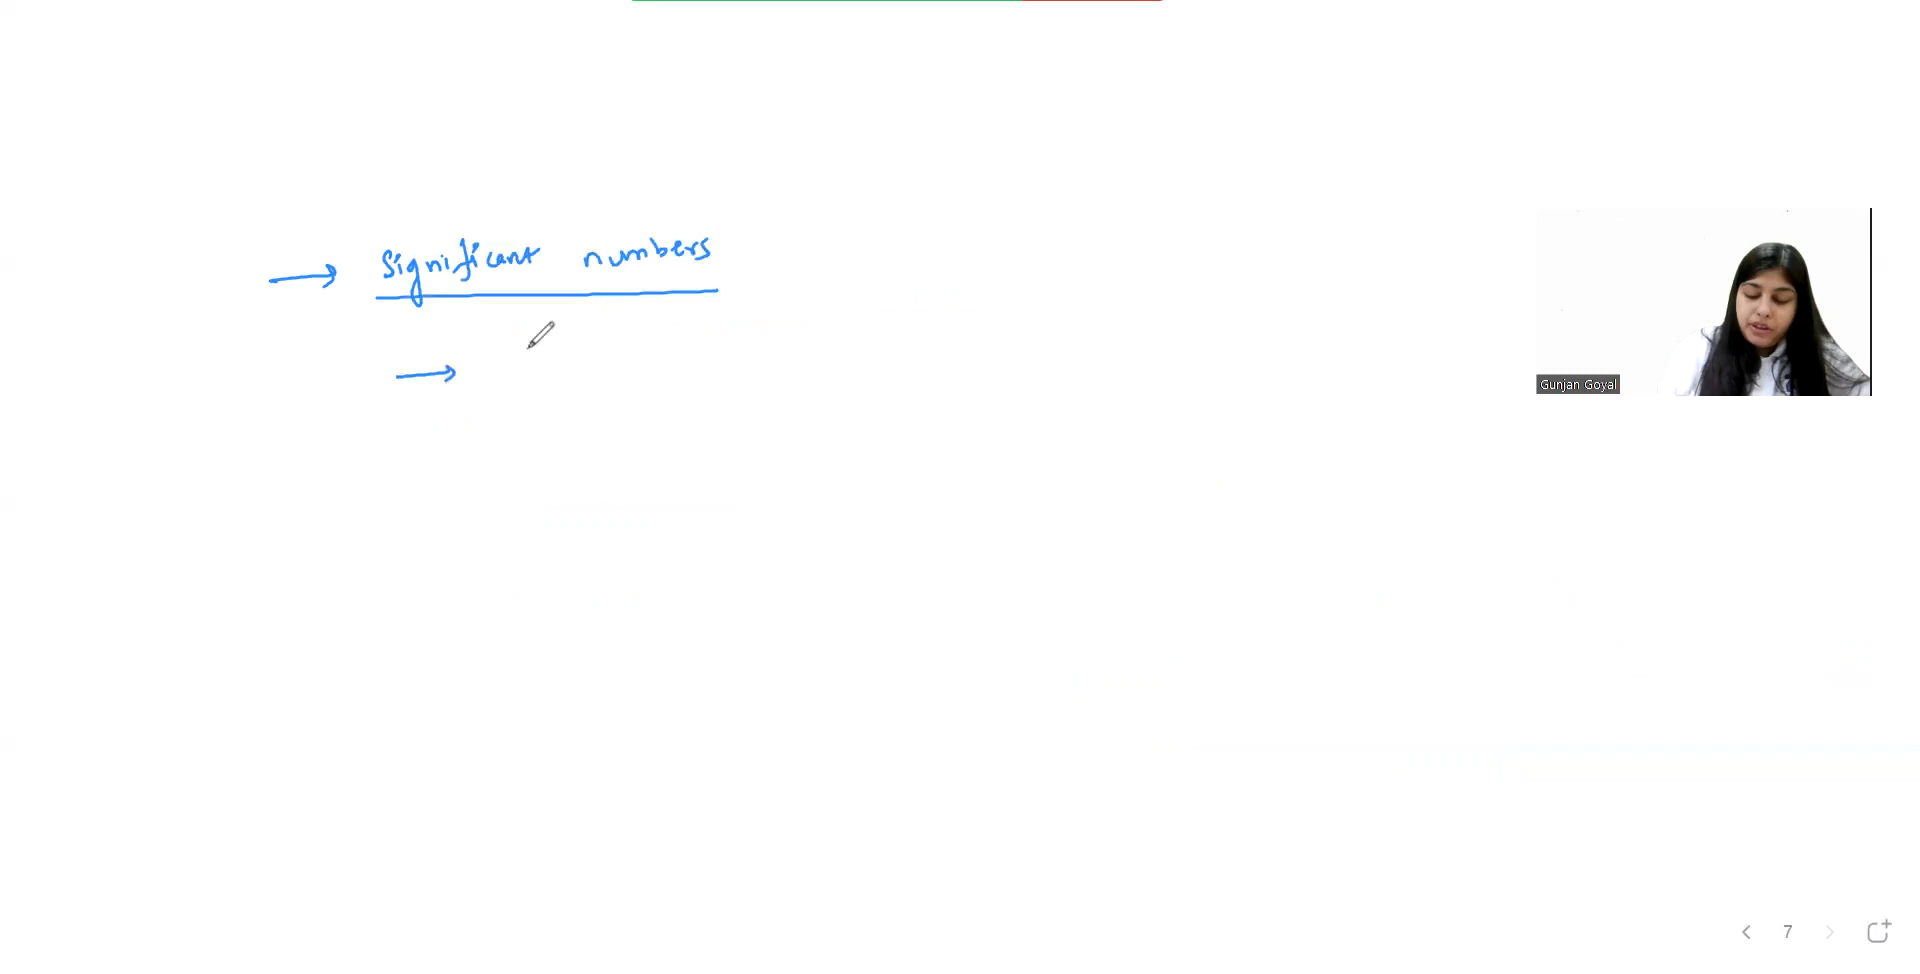 → Significant numbers
→
Gunjan Goyal
7